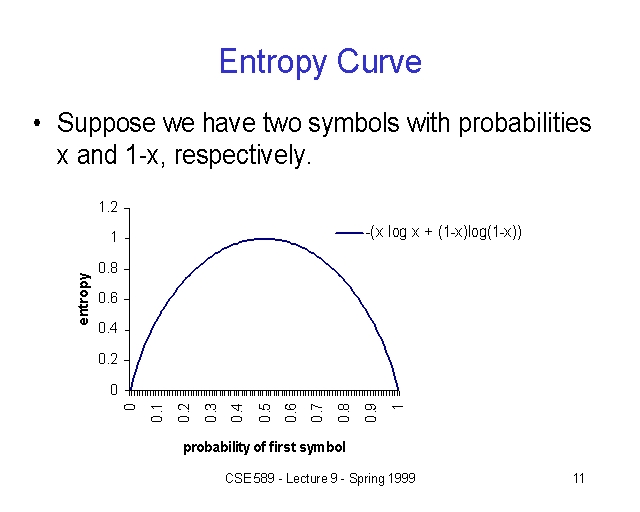 Entropy Curve
• Suppose we have two symbols with probabilities
x and 1-x, respectively.
1.2
1
0.8
0.6
0.4
0.2
0
entropy
-(x log x + (1-x)log(1-x))
0 0.1 0.2 0.3 0.4 0.5 0.6 0.7 0.8 0.9 1
probability of first symbol
CSE 589 - Lecture 9 - Spring 1999 11